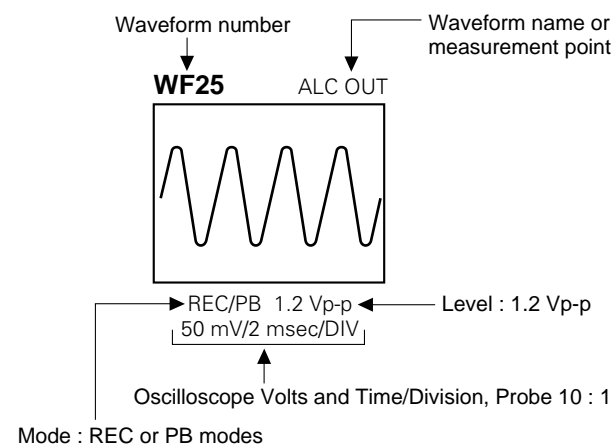 Waveform number
Waveform name or
measurement point
WF25
ALC OUT
REC/PB 1.2 Vp-p
Level : 1.2 Vp-p
50 mV/2 msec/DIV
Oscilloscope Volts and Time/Division, Probe 10 : 1
Mode : REC or PB modes